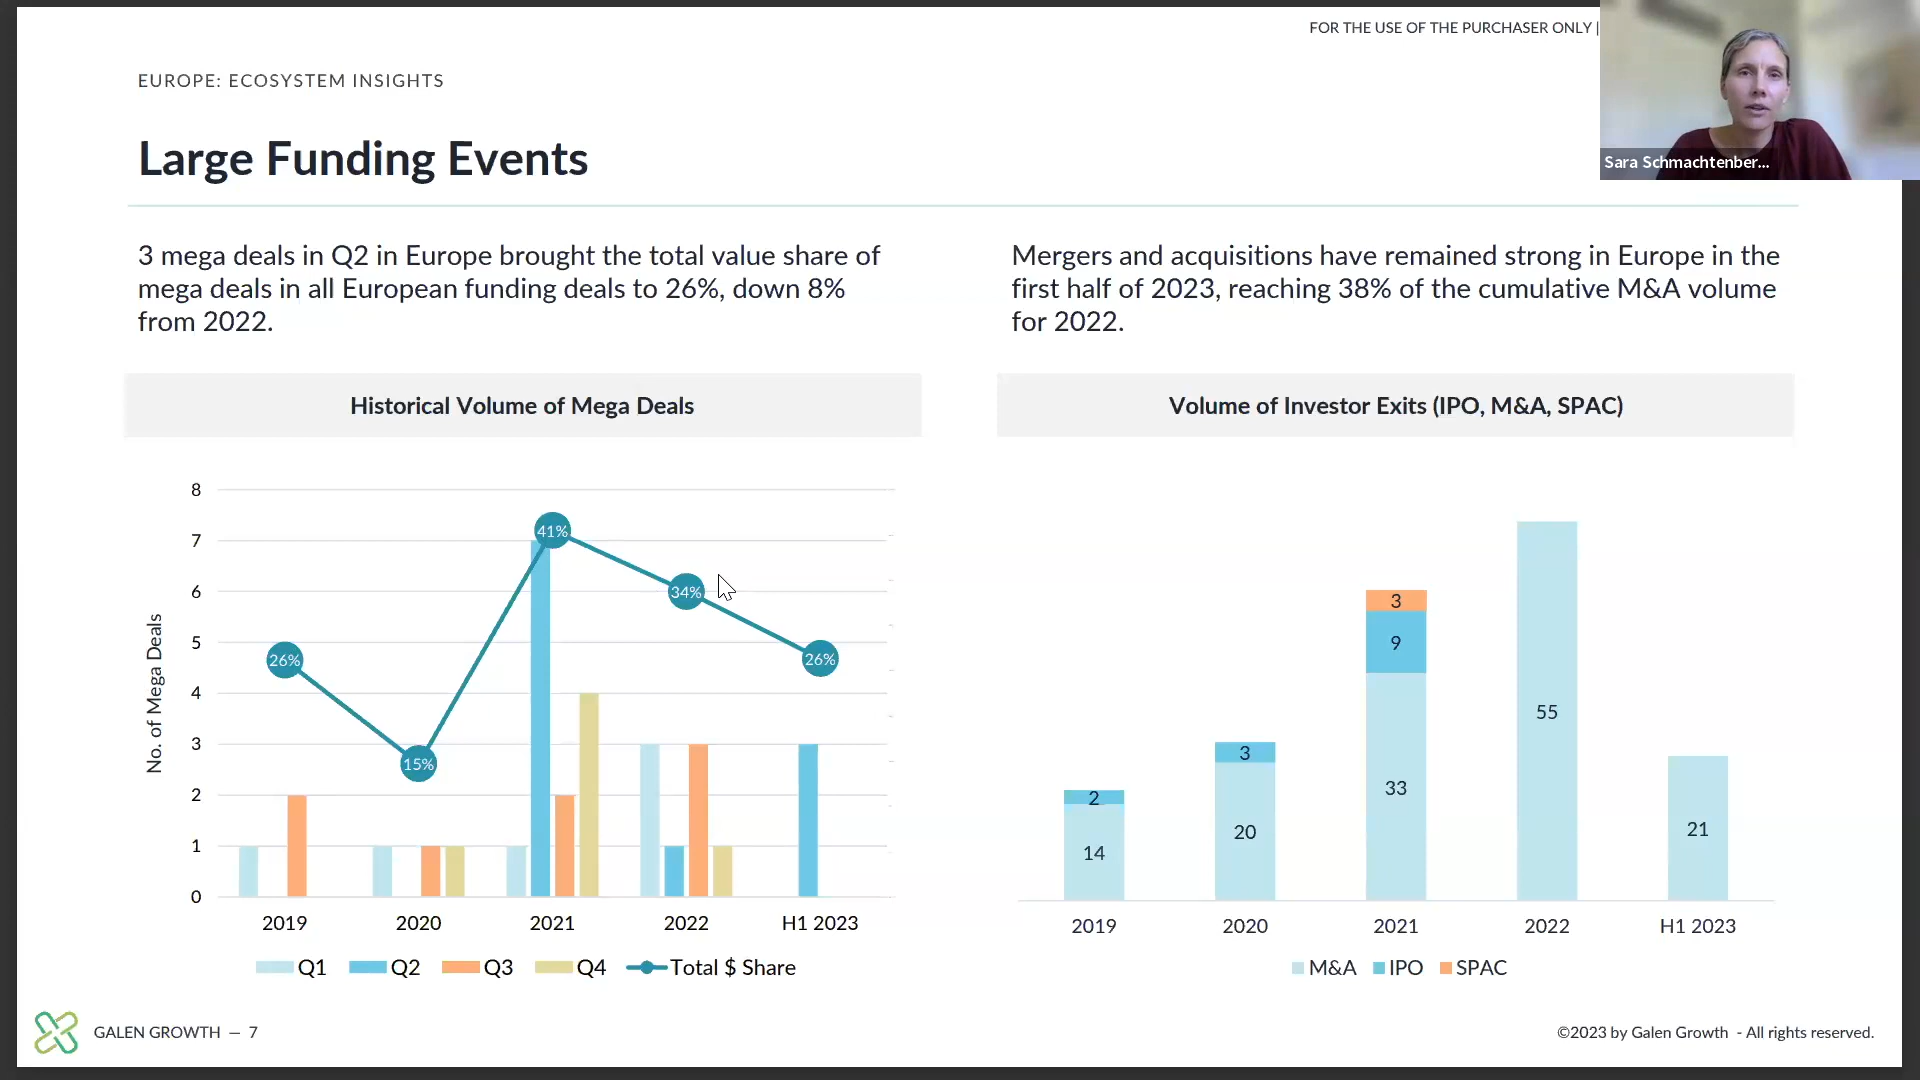 FOR THE USE OF THE PURCHASER ONLY |
Sara Schmachtenber...
EUROPE: ECOSYSTEM INSIGHTS
Large Funding Events
3 mega deals in Q2 in Europe brought the total value share of
mega deals in all European funding deals to 26%, down 8%
from 2022.
Mergers and acquisitions have remained strong in Europe in the
first half of 2023, reaching 38% of the cumulative M&A volume
for 2022.
Historical Volume of Mega Deals
No. of Mega Deals
8
7
6
5
4
3
2
1
0
26%
15%
41%
34%
26%
2019 2020 2021 2022 H1 2023
Q1 Q2 Q3 Q4 Total $ Share
Volume of Investor Exits (IPO, M&A, SPAC)
2
14
3
20
3
9
33
55
21
2019 2020 2021 2022 H1 2023
M&A IPO SPAC
GALEN GROWTH — 7
©2023 by Galen Growth - All rights reserved.